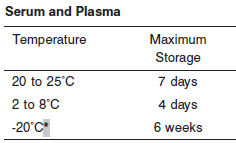 Serum and Plasma
Temperature Maximum
Storage
20 to 25˚C 7 days
2 to 8˚C 4 days
-20˚C* 6 weeks